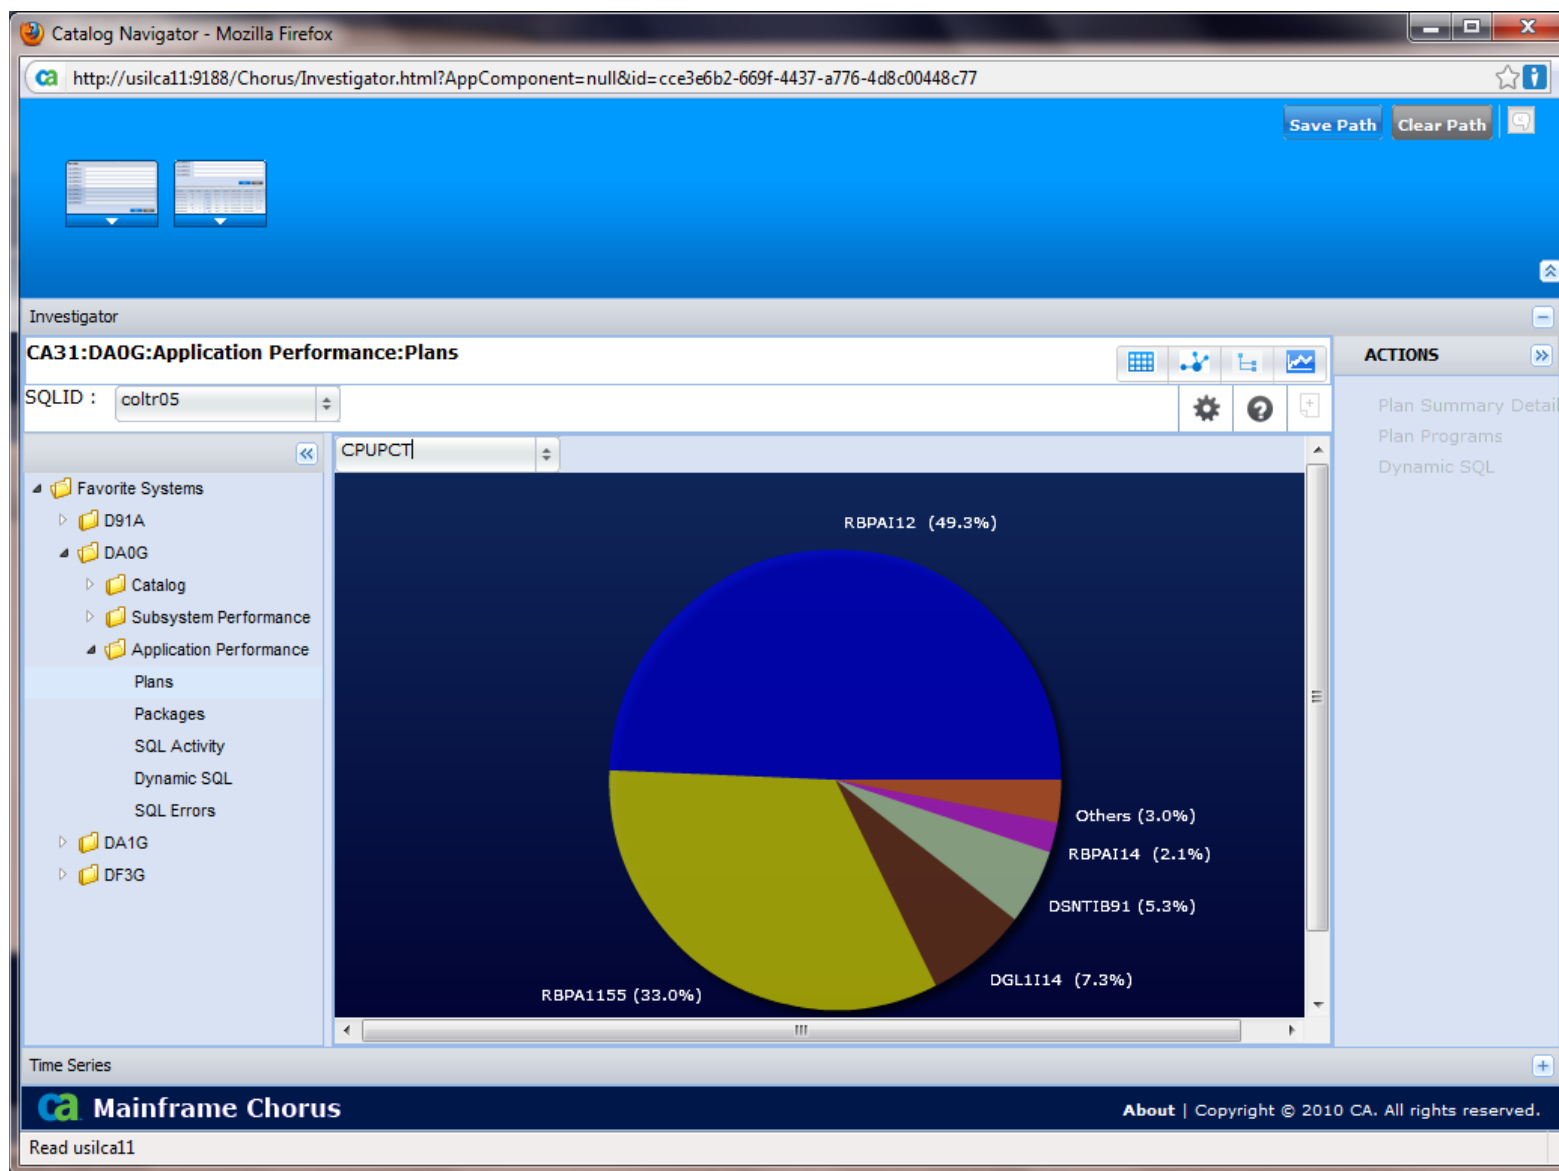 Catalog Navigator - Mozilla Firefox
ca http://usilca11:9188/Chorus/Investigator.html?AppComponent=null&id=cce3e6b2-669f-4437-a776-4d8c00448c77
Save Path Clear Path
Investigator
CA31:DA0G:Application Performance:Plans
ACTIONS
SQLID : coltr05
Plan Summary Detail
Plan Programs
Dynamic SQL
CPUPCT
Favorite Systems
D91A
DA0G
Catalog
Subsystem Performance
Application Performance
Plans
Packages
SQL Activity
Dynamic SQL
SQL Errors
DA1G
DF3G
RBPAI12 (49.3%)
Others (3.0%)
RBPAI14 (2.1%)
DSNTIB91 (5.3%)
DGL1I14 (7.3%)
RBPA1155 (33.0%)
Time Series
ca Mainframe Chorus
About | Copyright © 2010 CA. All rights reserved.
Read usilca11